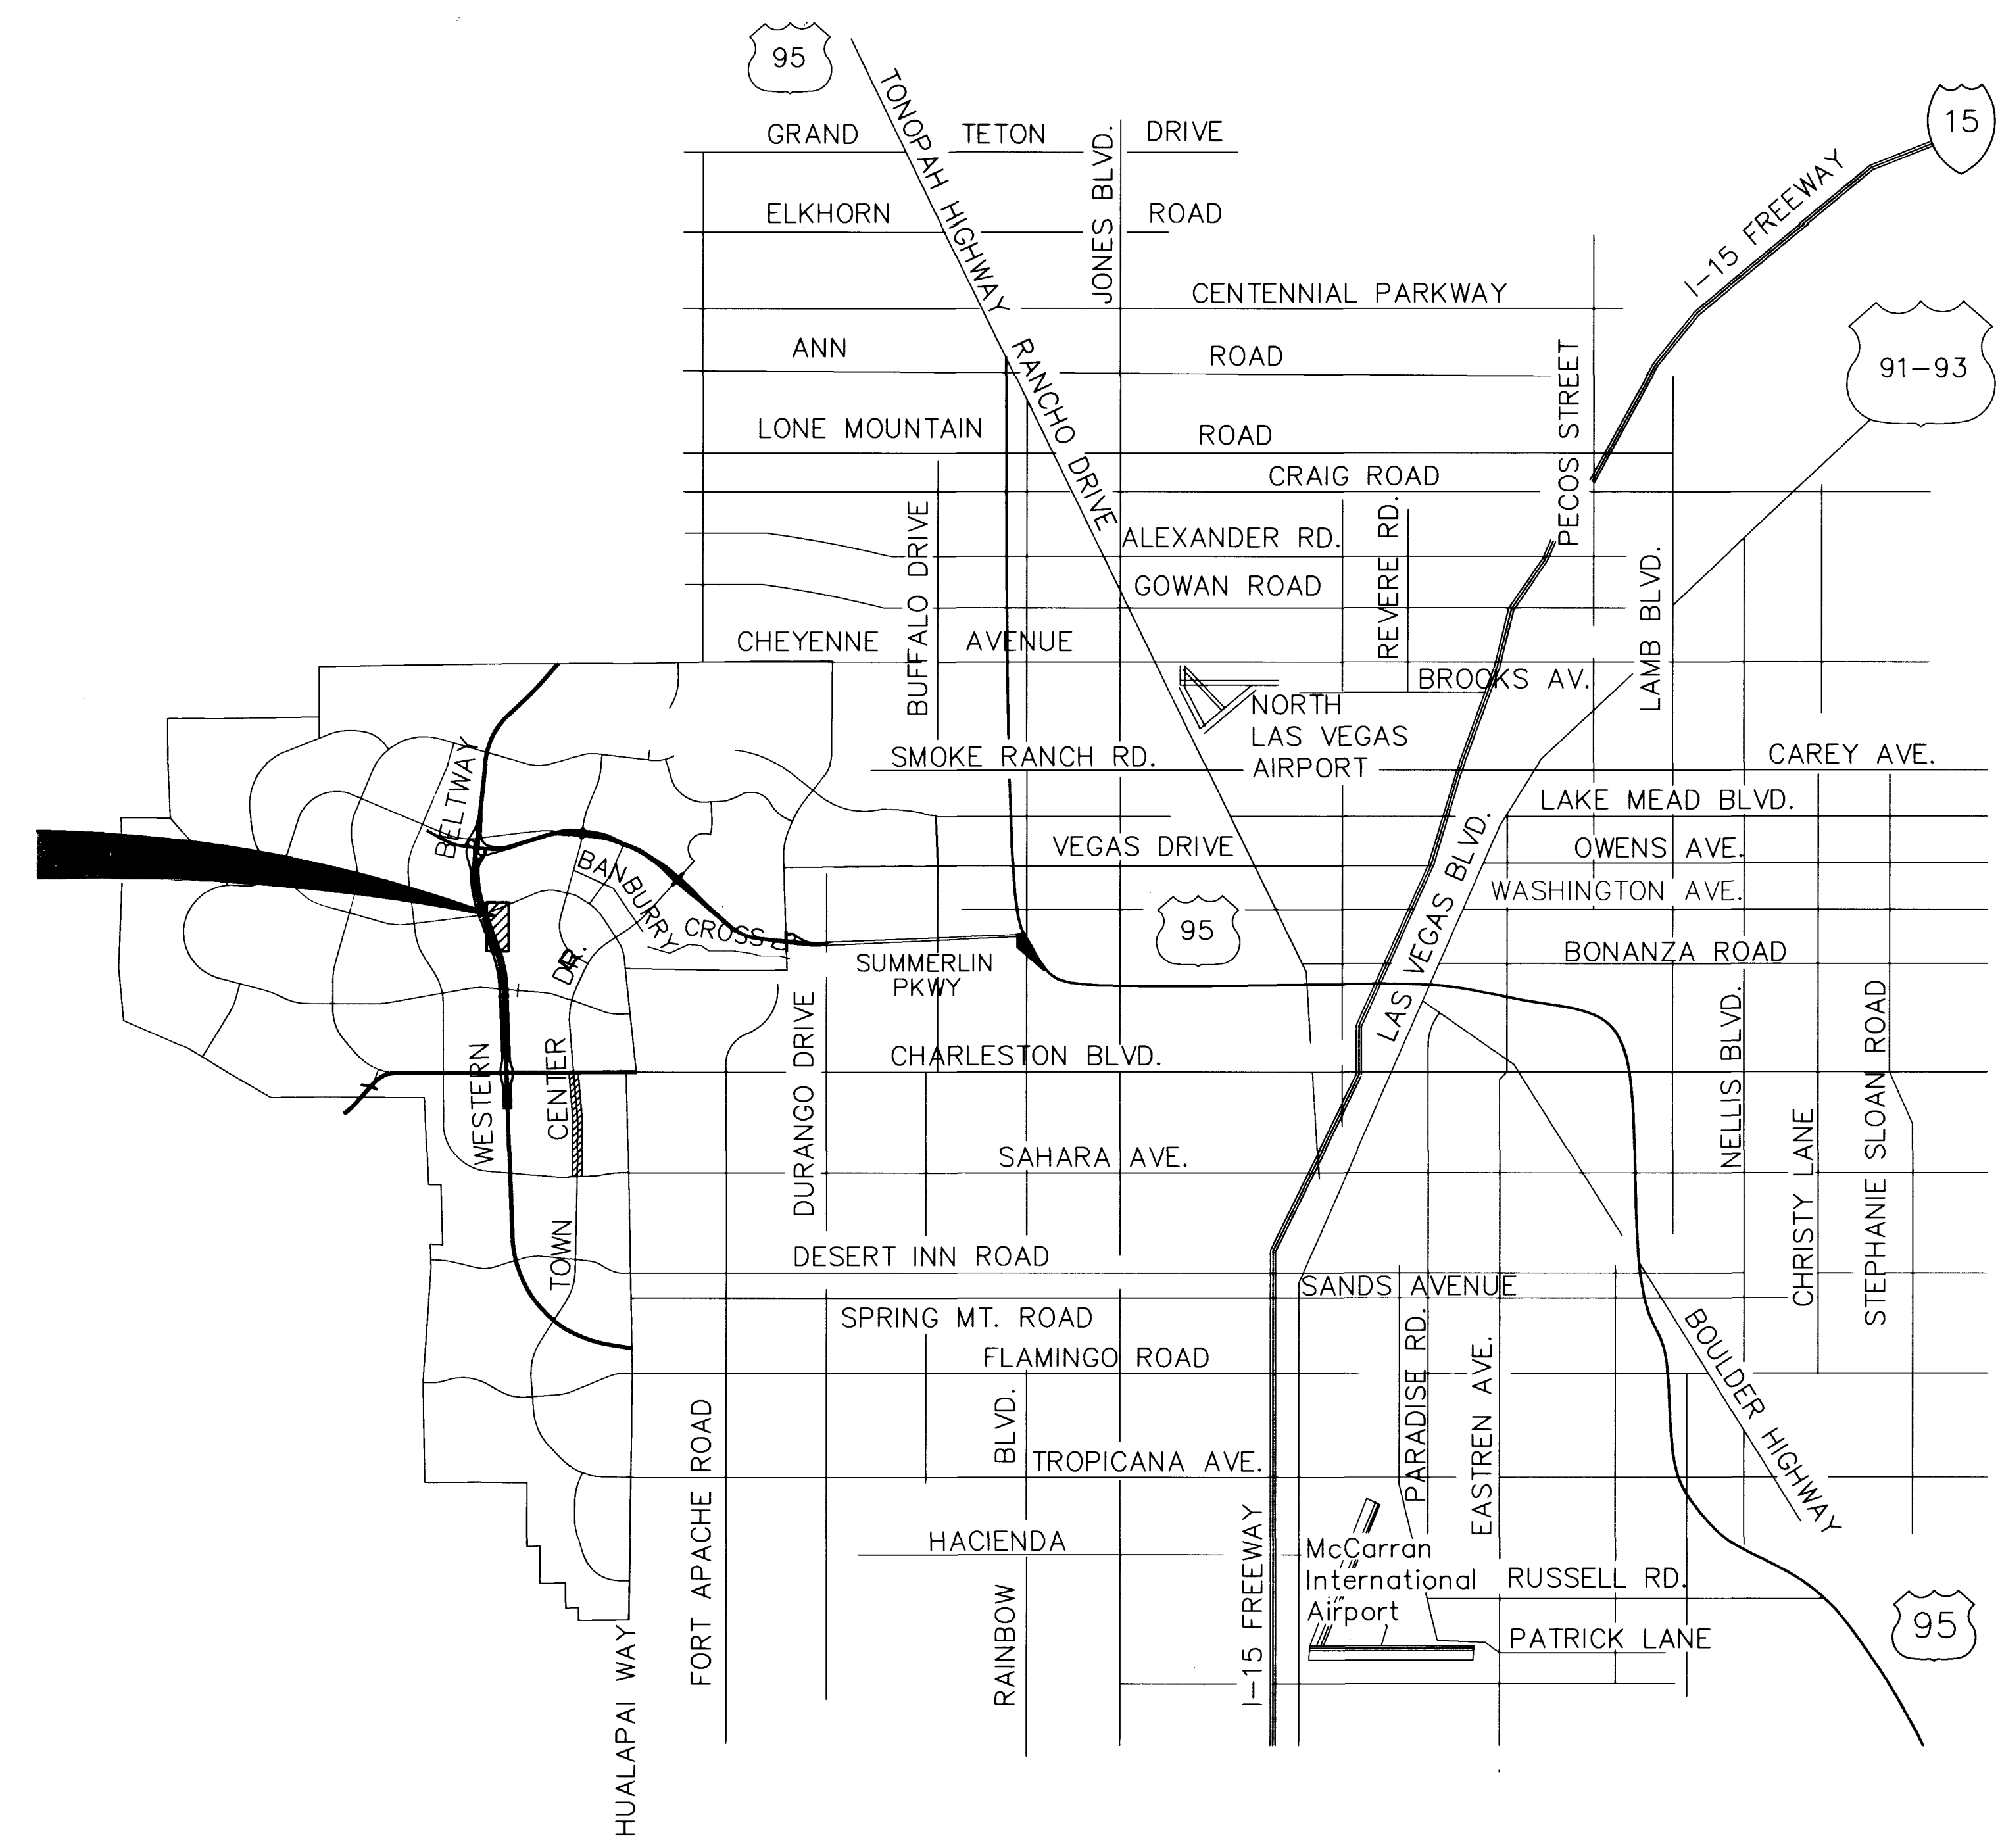 95
TONOPAH HIGHWAY
GRAND TETON DRIVE
JONES BLVD.
15
I-15 FREEWAY
ELKHORN ROAD
CENTENNIAL PARKWAY
91-93
ANN ROAD
RANCHO DRIVE
PECOS STREET
LONE MOUNTAIN ROAD
CRAIG ROAD
BUFFALO DRIVE
ALEXANDER RD.
REVERE RD.
GOWAN ROAD
LAMB BLVD.
CHEYENNE AVENUE
BROOKS AV.
NORTH
LAS VEGAS
AIRPORT
BELTWAY
SMOKE RANCH RD.
CAREY AVE.
LAKE MEAD BLVD.
VEGAS DRIVE
LAS VEGAS BLVD.
OWENS AVE.
BANBURRY CROSS DR.
WASHINGTON AVE.
95
DR.
SUMMERLIN
PKWY
BONANZA ROAD
DURANGO DRIVE
NELLIS BLVD.
STEPHANIE SLOAN ROAD
WESTERN
CENTER
CHARLESTON BLVD.
CHRISTY LANE
SAHARA AVE.
TOWN
DESERT INN ROAD
SANDS AVENUE
SPRING MT. ROAD
PARADISE RD.
EASTREN AVE.
BOULDER HIGHWAY
FLAMINGO ROAD
FORT APACHE ROAD
BLVD.
TROPICANA AVE.
HACIENDA
I-15 FREEWAY
McCarran
International
Airport
RUSSELL RD.
RAINBOW
95
PATRICK LANE
HUALAPAI WAY